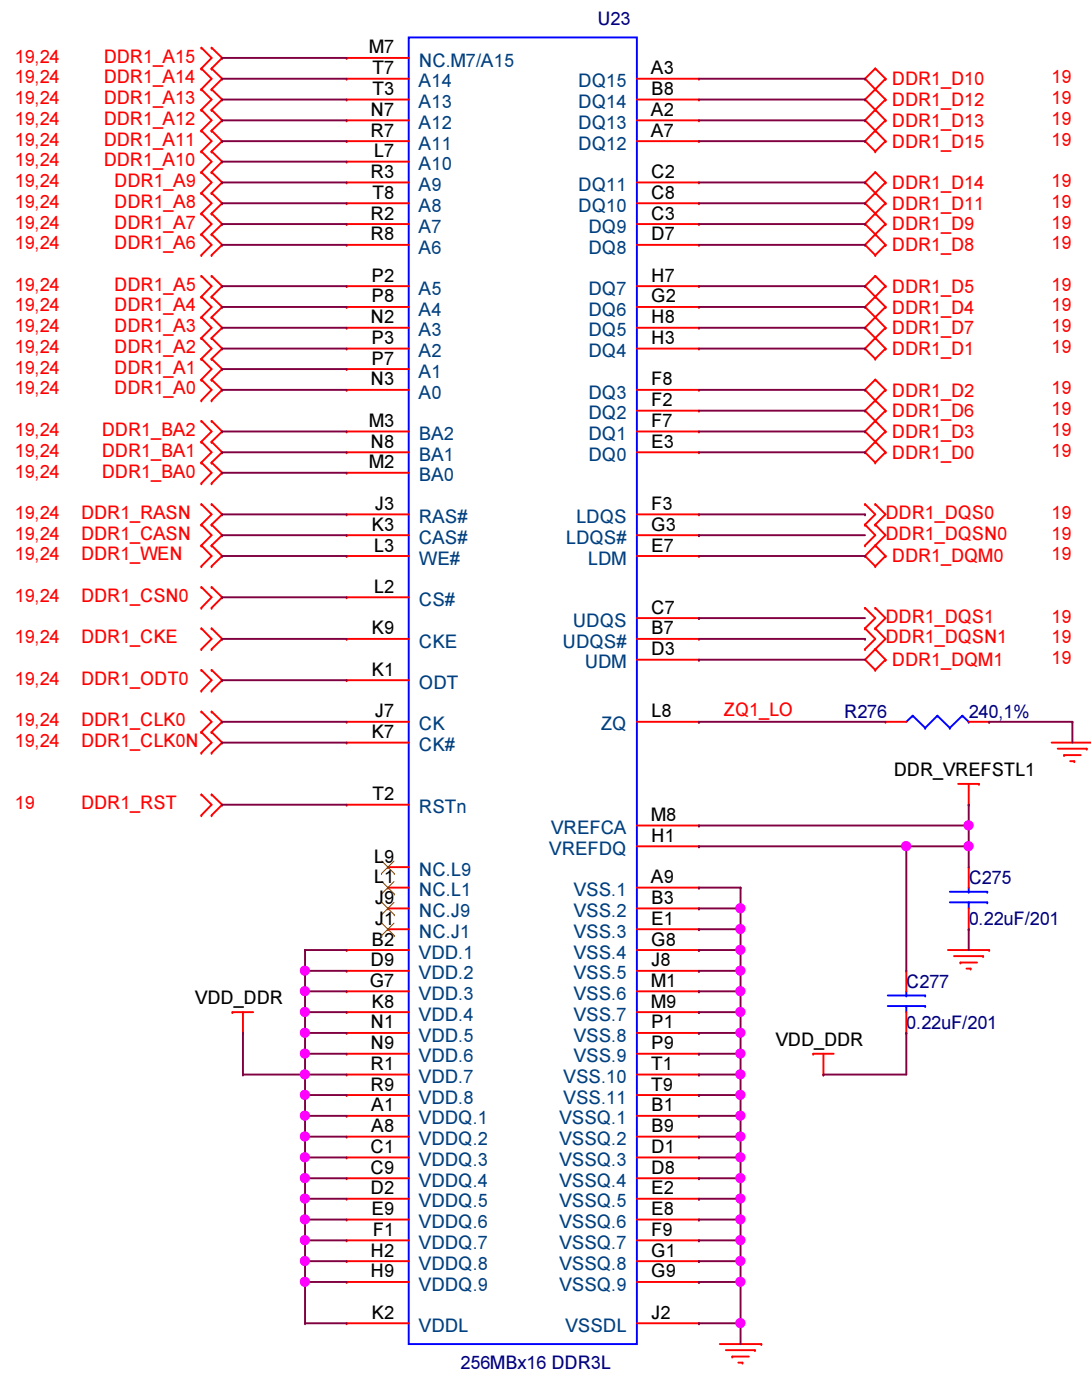 U23
19,24 DDR1_A15 M7 NC.M7/A15
19,24 DDR1_A14 T7 A14 DQ15 A3 DDR1_D10 19
19,24 DDR1_A13 T3 A13 DQ14 B8 DDR1_D12 19
19,24 DDR1_A12 N7 A12 DQ13 A2 DDR1_D13 19
19,24 DDR1_A11 R7 A11 DQ12 A7 DDR1_D15 19
19,24 DDR1_A10 L7 A10
19,24 DDR1_A9 R3 A9 DQ11 C2 DDR1_D14 19
19,24 DDR1_A8 T8 A8 DQ10 C8 DDR1_D11 19
19,24 DDR1_A7 R2 A7 DQ9 C3 DDR1_D9 19
19,24 DDR1_A6 R8 A6 DQ8 D7 DDR1_D8 19
19,24 DDR1_A5 P2 A5 DQ7 H7 DDR1_D5 19
19,24 DDR1_A4 P8 A4 DQ6 G2 DDR1_D4 19
19,24 DDR1_A3 N2 A3 DQ5 H8 DDR1_D7 19
19,24 DDR1_A2 P3 A2 DQ4 H3 DDR1_D1 19
19,24 DDR1_A1 P7 A1
19,24 DDR1_A0 N3 A0 DQ3 F8 DDR1_D2 19
DQ2 F2 DDR1_D6 19
19,24 DDR1_BA2 M3 BA2 DQ1 F7 DDR1_D3 19
19,24 DDR1_BA1 N8 BA1 DQ0 E3 DDR1_D0 19
19,24 DDR1_BA0 M2 BA0
19,24 DDR1_RASN J3 RAS# LDQS F3 DDR1_DQS0 19
19,24 DDR1_CASN K3 CAS# LDQS# G3 DDR1_DQSN0 19
19,24 DDR1_WEN L3 WE# LDM E7 DDR1_DQM0 19
19,24 DDR1_CSN0 L2 CS#
UDQS C7 DDR1_DQS1 19
19,24 DDR1_CKE K9 CKE UDQS# B7 DDR1_DQSN1 19
UDM D3 DDR1_DQM1 19
19,24 DDR1_ODT0 K1 ODT
19,24 DDR1_CLK0 J7 CK ZQ L8 ZQ1_LO R276 240,1%
19,24 DDR1_CLK0N K7 CK#
DDR_VREFSTL1
19 DDR1_RST T2 RSTn
VREFCA M8
VREFDQ H1
L9 NC.L9
L1 NC.L1 VSS.1 A9 C275
J9 NC.J9 VSS.2 B3 0.22uF/201
J1 NC.J1 VSS.3 E1
B2 VDD.1 VSS.4 G8
D9 VDD.2 VSS.5 J8
G7 VDD.3 VSS.6 M1 C277
VDD_DDR K8 VDD.4 VSS.7 M9 0.22uF/201
N1 VDD.5 VSS.8 P1 VDD_DDR
N9 VDD.6 VSS.9 P9
R1 VDD.7 VSS.10 T1
R9 VDD.8 VSS.11 T9
A1 VDDQ.1 VSSQ.1 B1
A8 VDDQ.2 VSSQ.2 B9
C1 VDDQ.3 VSSQ.3 D1
C9 VDDQ.4 VSSQ.4 D8
D2 VDDQ.5 VSSQ.5 E2
E9 VDDQ.6 VSSQ.6 E8
F1 VDDQ.7 VSSQ.7 F9
H2 VDDQ.8 VSSQ.8 G1
H9 VDDQ.9 VSSQ.9 G9
K2 VDDL VSSDL J2
256MBx16 DDR3L